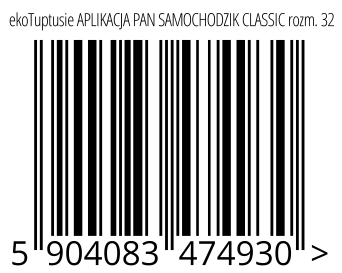 ekoTuptusie APLIKACJA PAN SAMOCHODZIK CLASSIC rozm. 32
5 904083 474930 >